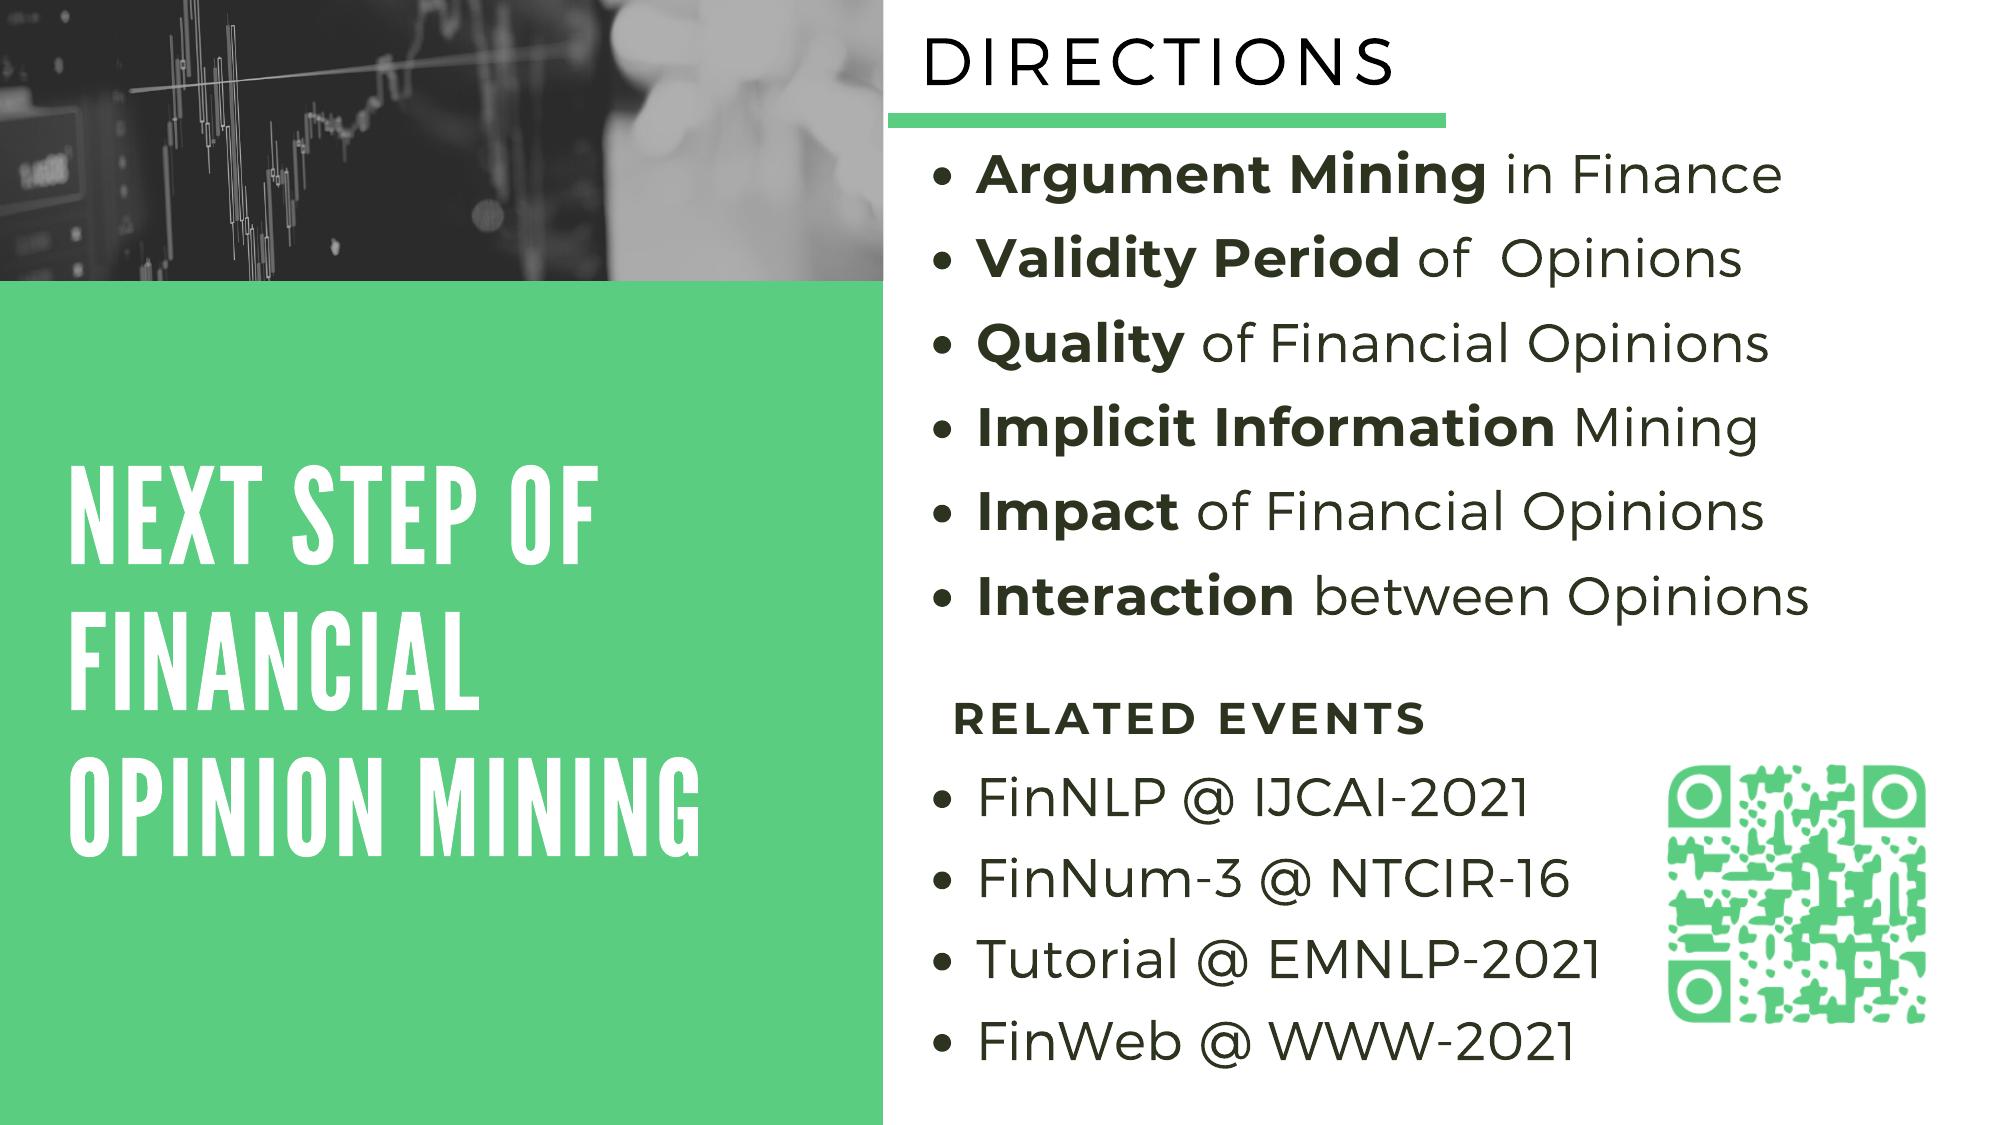 NEXT STEP OF
FINANCIAL
OPINION MINING
DIRECTIONS
• Argument Mining in Finance
• Validity Period of  Opinions
• Quality of Financial Opinions
• Implicit Information Mining
• Impact of Financial Opinions
• Interaction between Opinions
RELATED EVENTS
• FinNLP @ IJCAI-2021
• FinNum-3 @ NTCIR-16
• Tutorial @ EMNLP-2021
• FinWeb @ WWW-2021